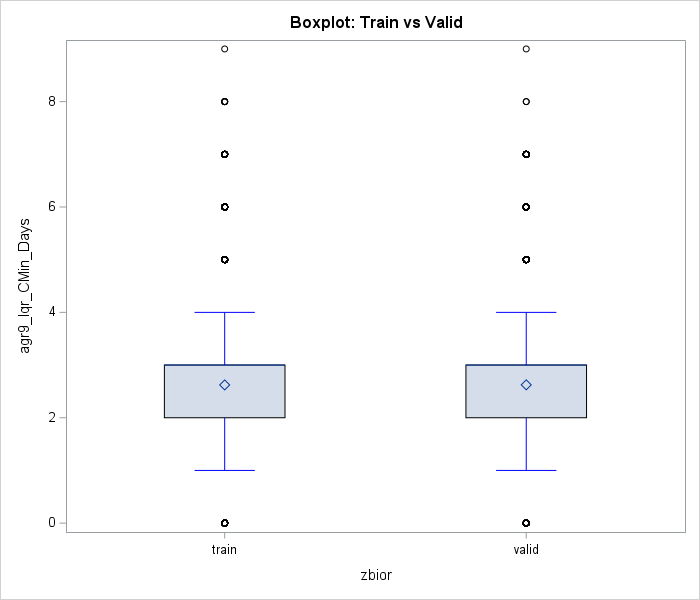 Boxplot: Train vs Valid
agr9_Iqr_CMin_Days
8
6
4
2
0
train
valid
zbior